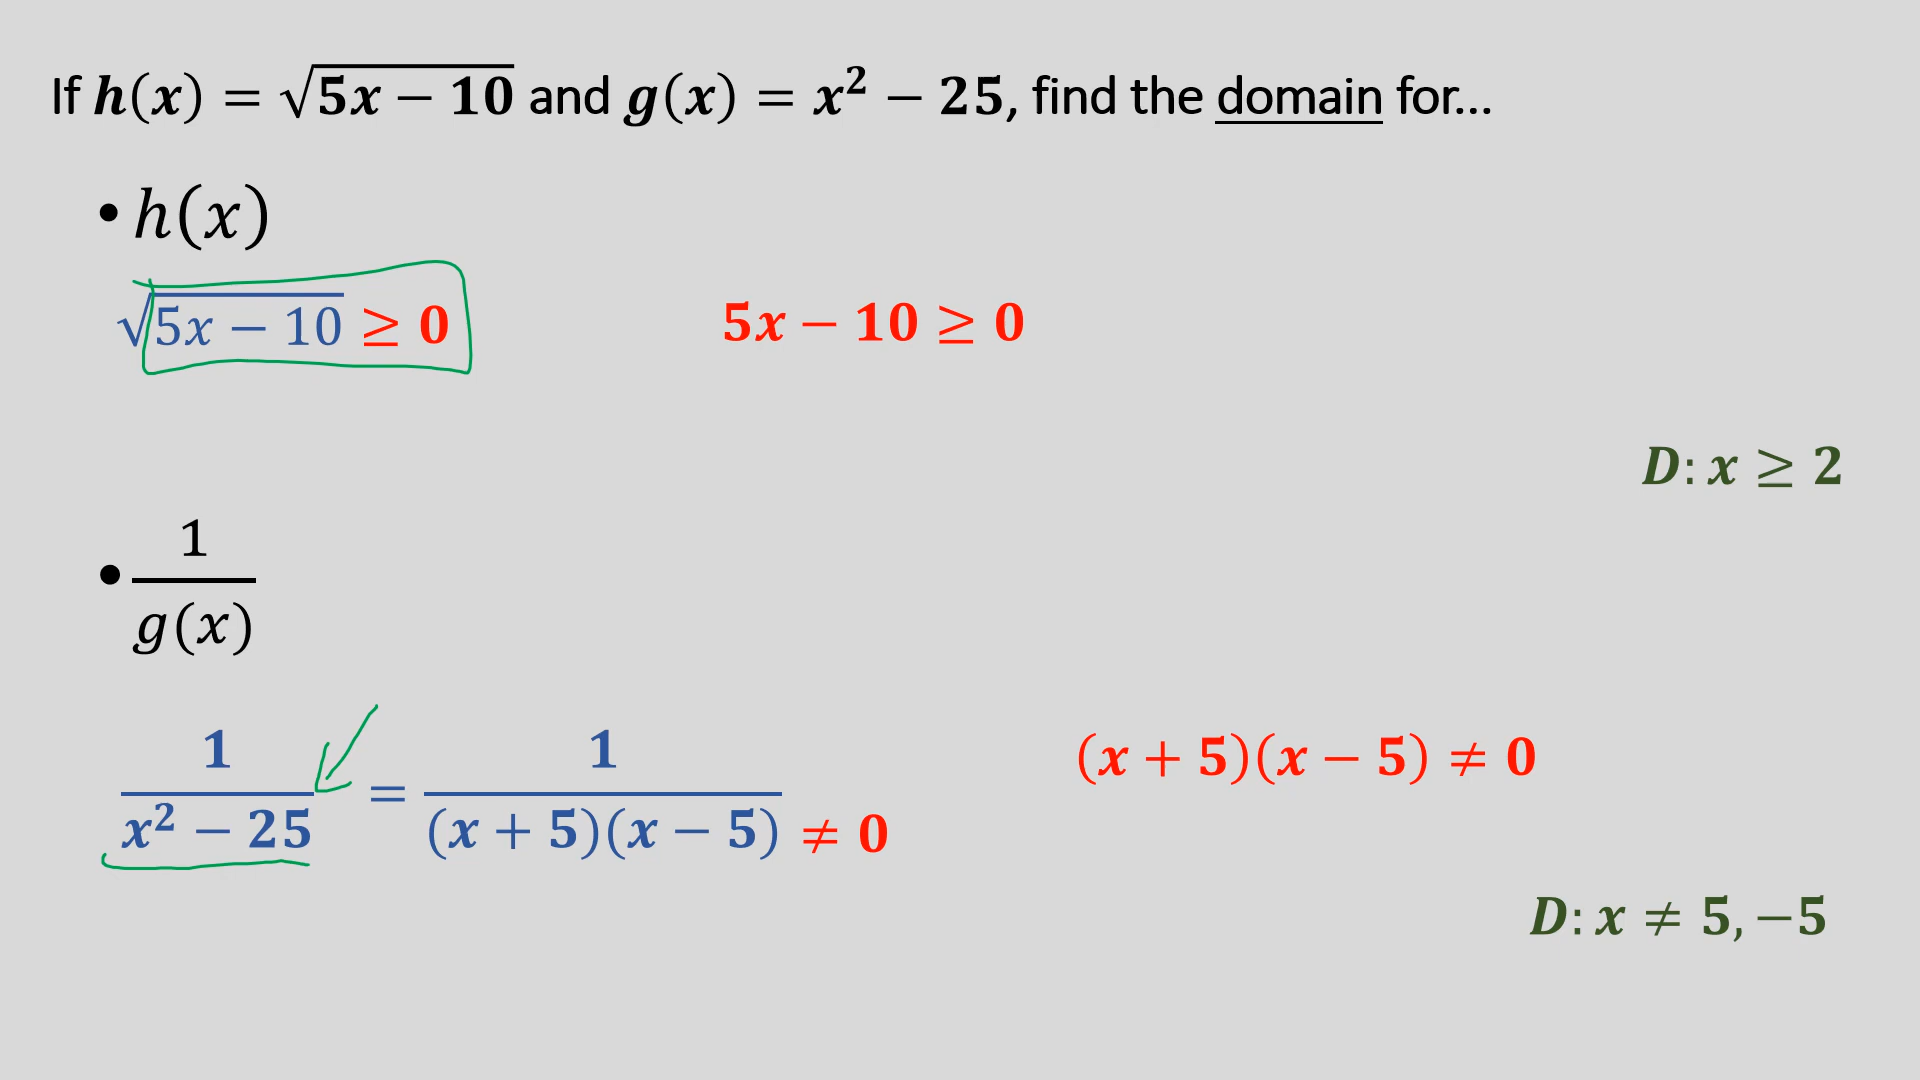 If h(x) = √5x − 10 and g(x) = x² − 25, find the domain for...
• h(x)
√5x − 10 ≥ 0
5x − 10 ≥ 0
D: x ≥ 2
• 1/g(x)
1/(x² − 25) = 1/((x + 5)(x − 5)) ≠ 0
(x + 5)(x − 5) ≠ 0
D: x ≠ 5, −5